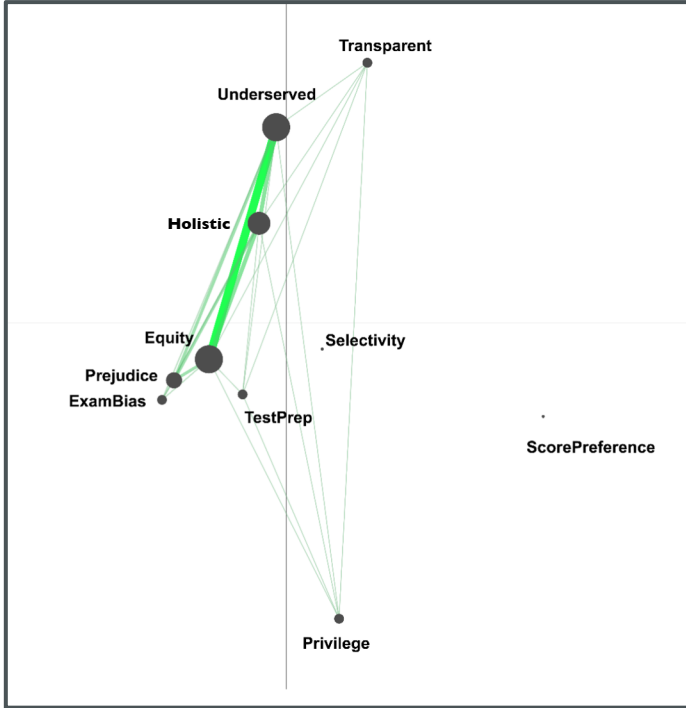 Transparent
Underserved
Holistic
Equity
Selectivity
Prejudice
ExamBias
TestPrep
ScorePreference
Privilege